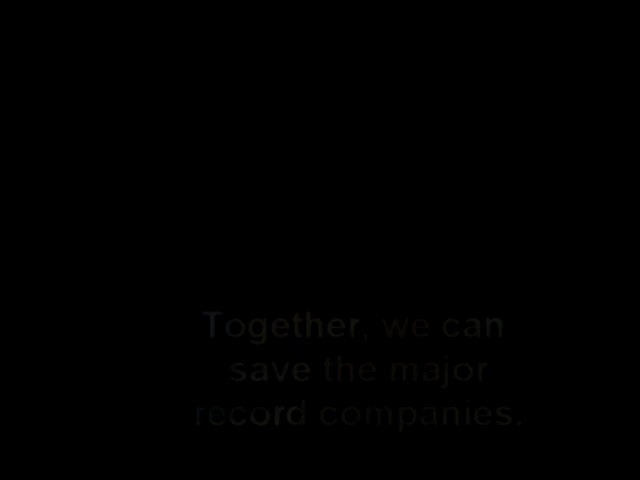 Together, we can
save the major
record companies.